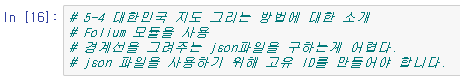 In [16]: # 5-4 대한민국 지도 그리는 방법에 대한 소개
# Folium 모듈을 사용
# 경계선을 그려주는 json파일을 구하는게 어렵다.
# json 파일을 사용하기 위해 고유 ID를 만들어야 합니다.